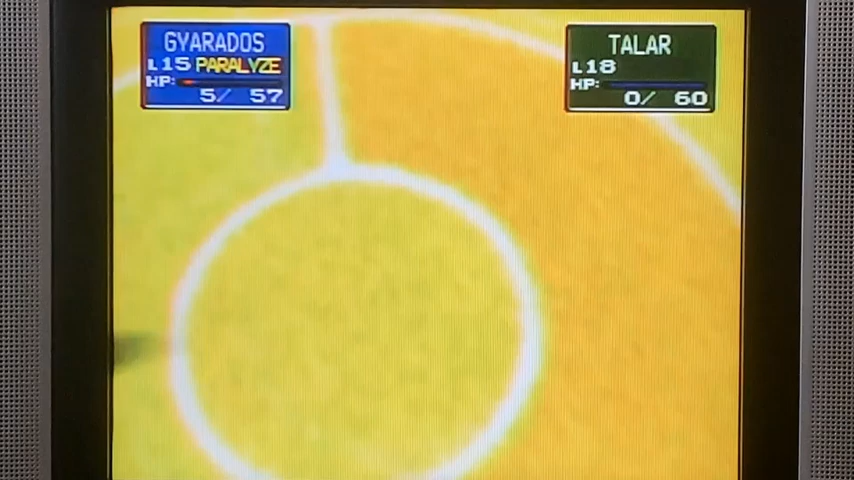 GYARADOS
L15 PARALYZE
HP:
5/ 57
TALAR
L18
HP:
0/ 60